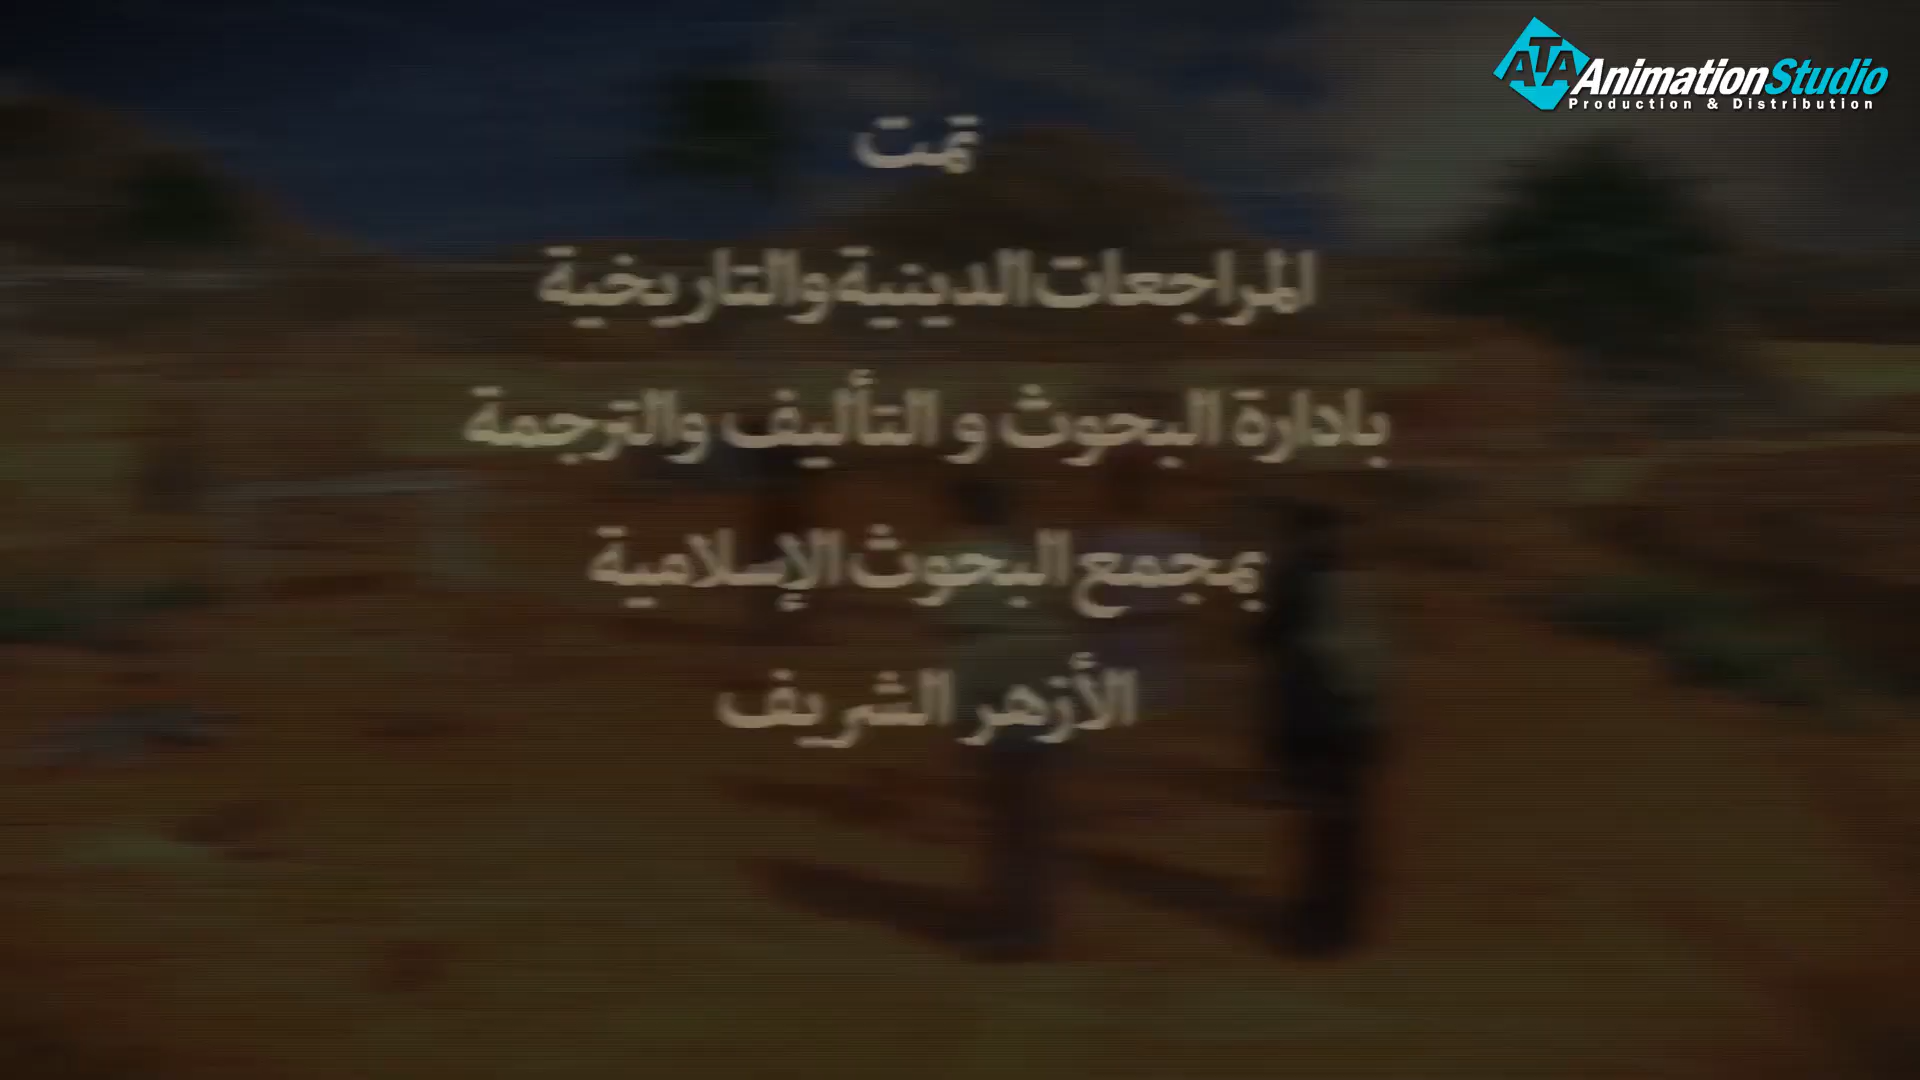 ATA AnimationStudio
Production & Distribution
تمت
المراجعات الدينية والتاريخية
بادارة البحوث و التأليف والترجمة
بمجمع البحوث الإسلامية
الأزهر الشريف